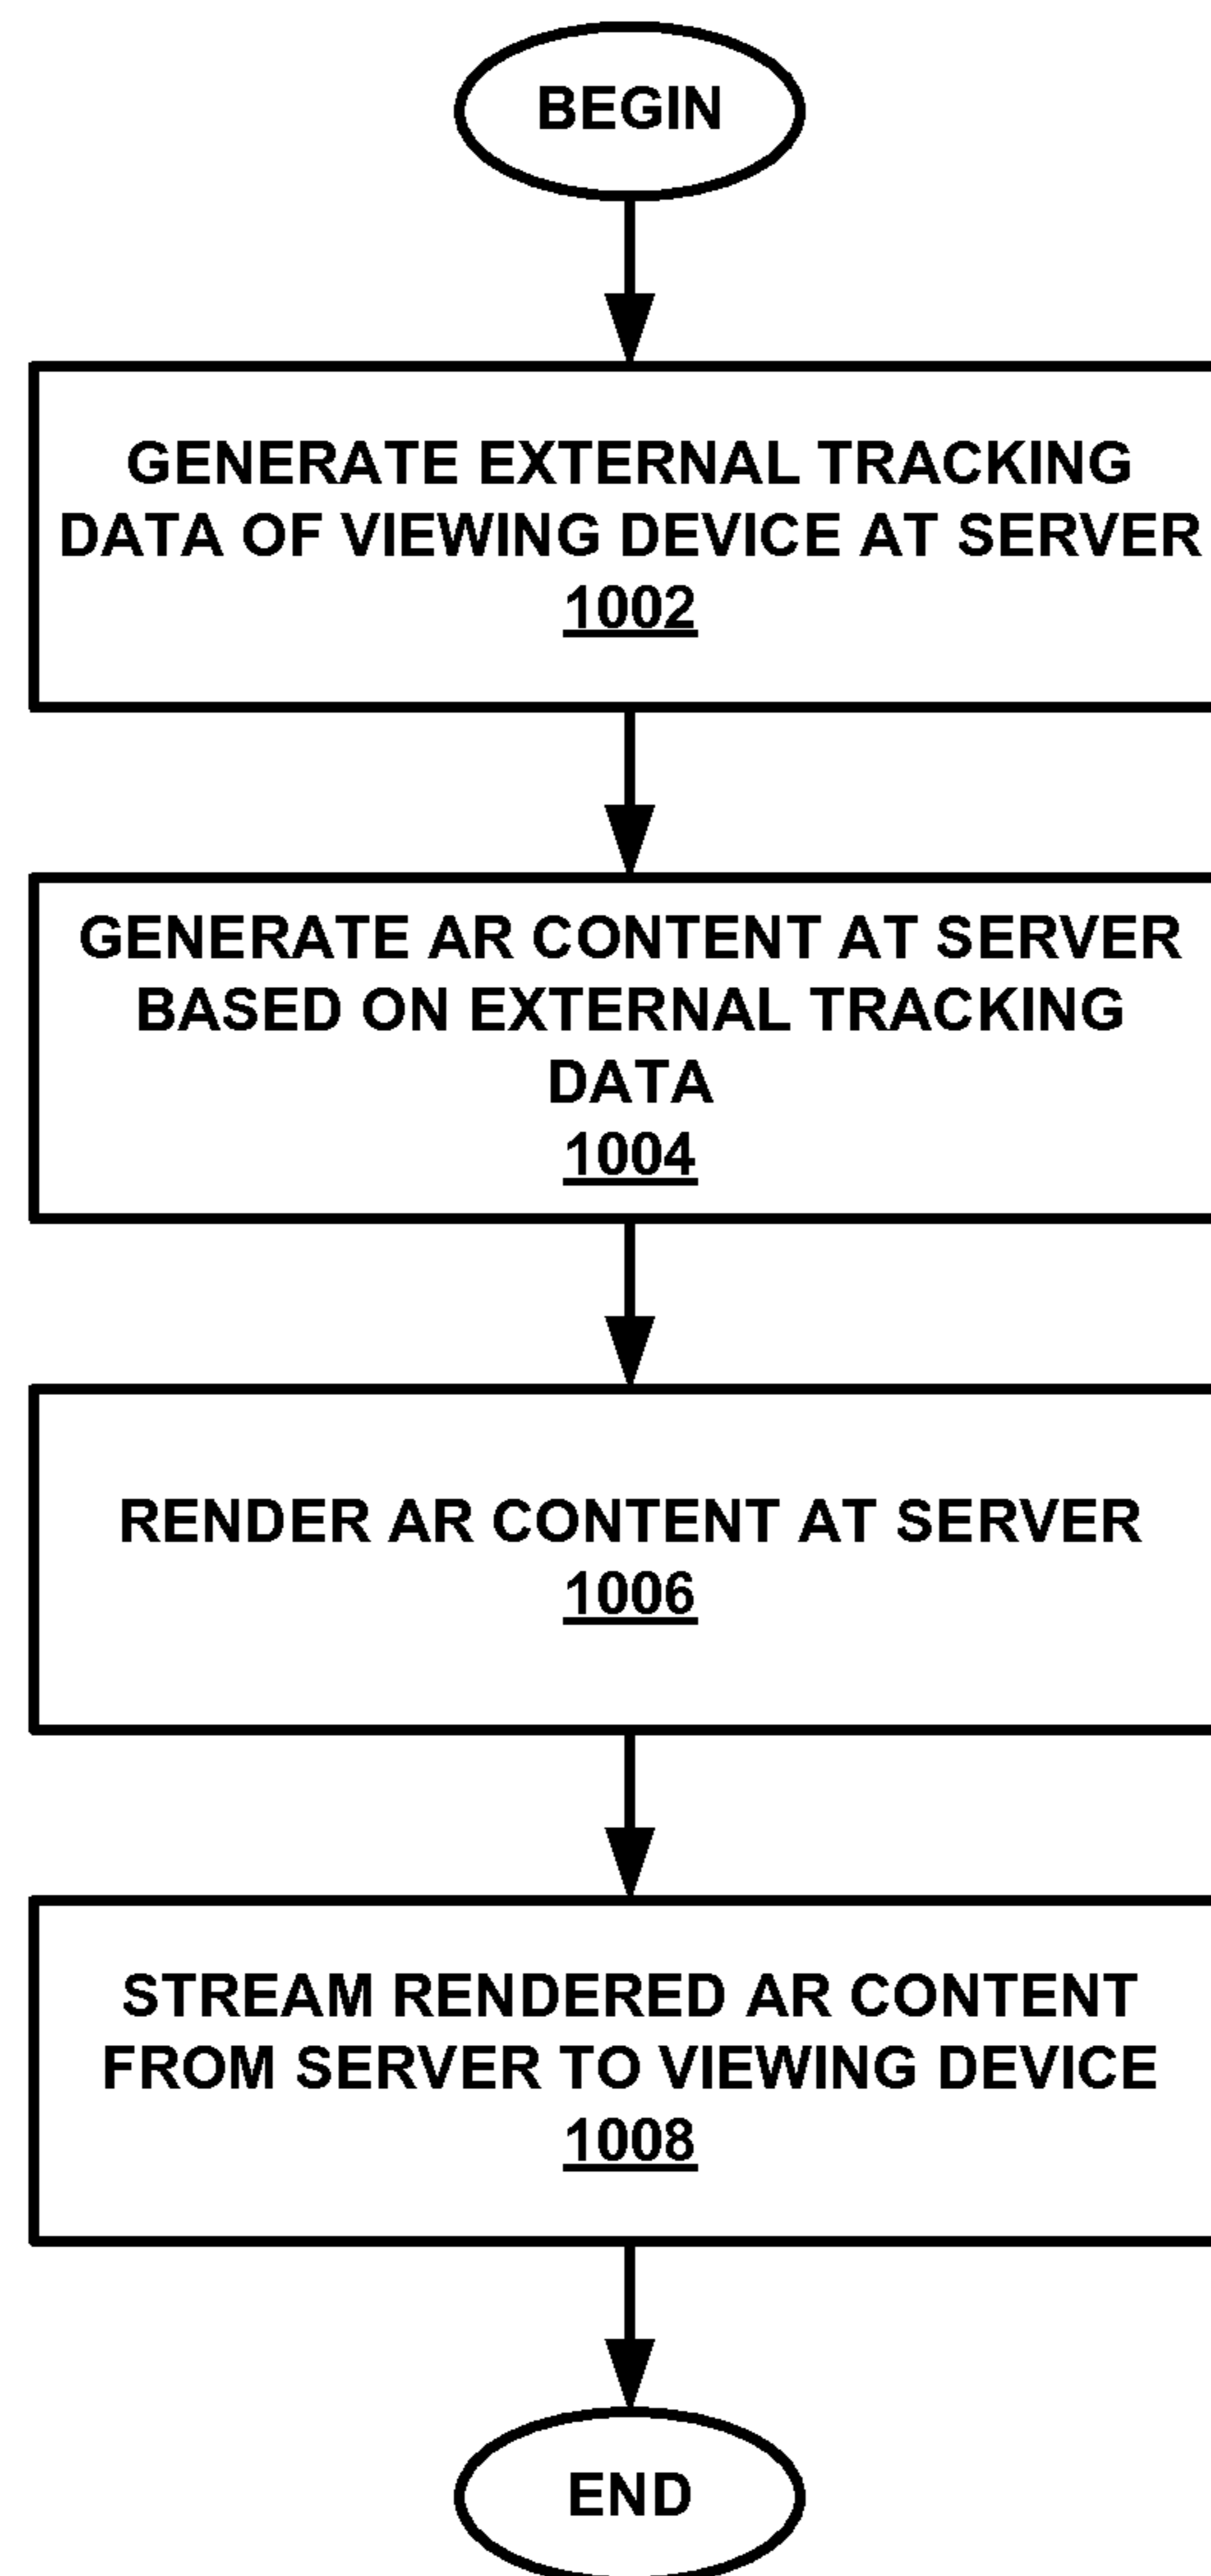 BEGIN
GENERATE EXTERNAL TRACKING
DATA OF VIEWING DEVICE AT SERVER
1002
GENERATE AR CONTENT AT SERVER
BASED ON EXTERNAL TRACKING
DATA
1004
RENDER AR CONTENT AT SERVER
1006
STREAM RENDERED AR CONTENT
FROM SERVER TO VIEWING DEVICE
1008
END